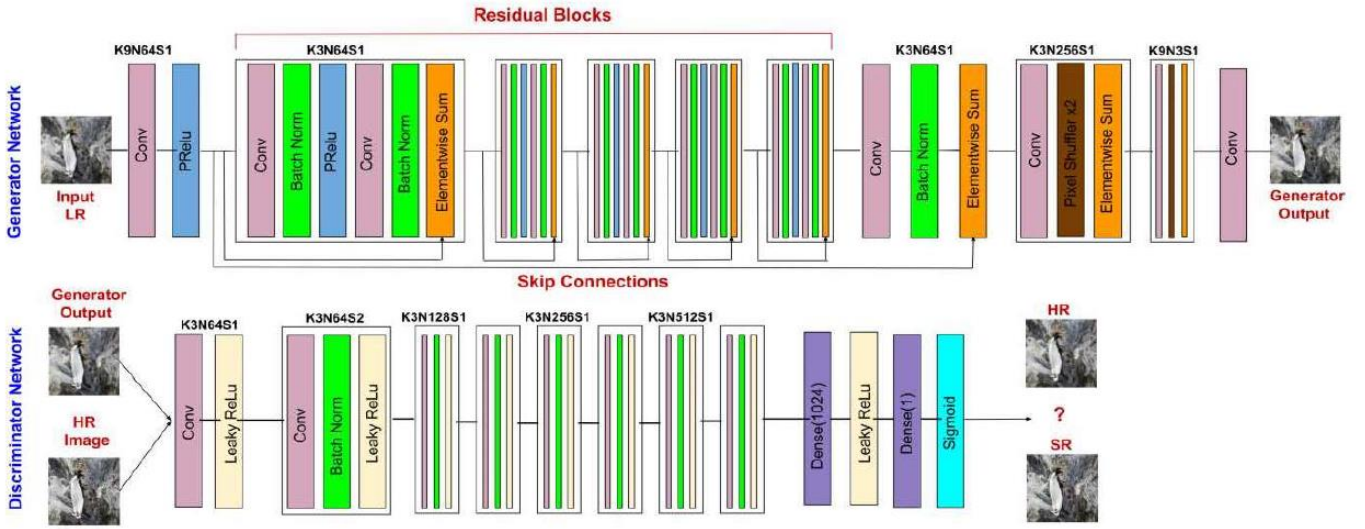 Residual Blocks
K9N64S1
K3N64S1
K3N64S1
K3N256S1
K9N3S1
Generator Network
Input
LR
Conv
PRelu
Conv
Batch Norm
PRelu
Conv
Batch Norm
Elementwise Sum
Conv
Batch Norm
Elementwise Sum
Conv
Pixel Shuffler x2
Elementwise Sum
Conv
Generator
Output
Skip Connections
Discriminator Network
Generator
Output
HR
Image
K3N64S1
K3N64S2
K3N128S1
K3N256S1
K3N512S1
Conv
Leaky ReLu
Conv
Batch Norm
Leaky ReLu
Dense(1024)
Leaky ReLu
Dense(1)
Sigmoid
HR
?
SR